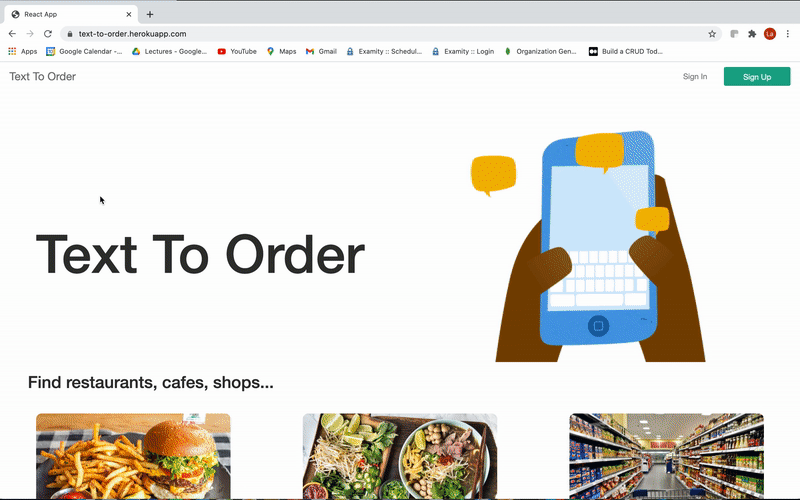 React App
text-to-order.herokuapp.com
La
Apps Google Calendar -... Lectures - Google... YouTube Maps Gmail Examity :: Schedul... Examity :: Login Organization Gen... Build a CRUD Tod...
Text To Order Sign In Sign Up
Text To Order
Find restaurants, cafes, shops...